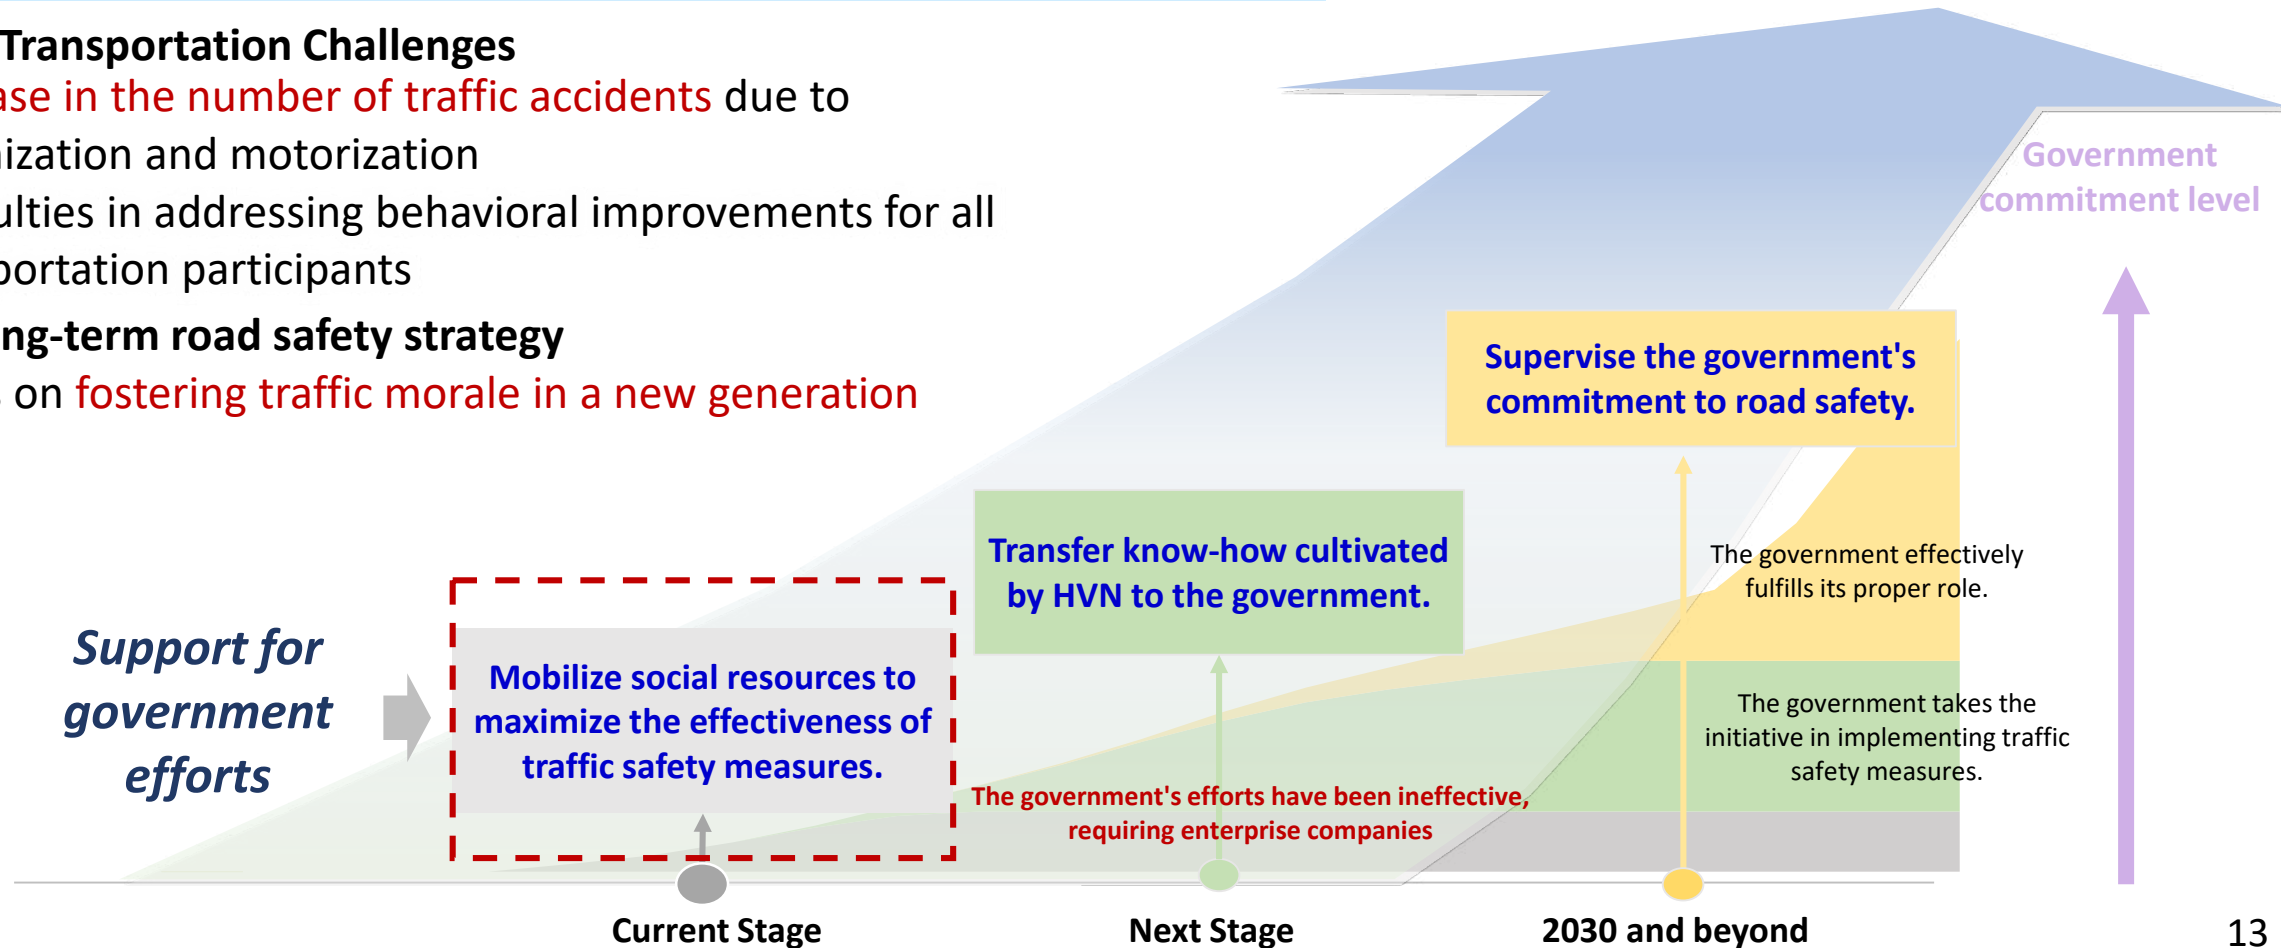 Transportation Challenges
ase in the number of traffic accidents due to
ization and motorization
ulties in addressing behavioral improvements for all
portation participants
ng-term road safety strategy
on fostering traffic morale in a new generation
Government
commitment level
Supervise the government's
commitment to road safety.
Transfer know-how cultivated
by HVN to the government.
The government effectively
fulfills its proper role.
Support for
government
efforts
Mobilize social resources to
maximize the effectiveness of
traffic safety measures.
The government takes the
initiative in implementing traffic
safety measures.
The government's efforts have been ineffective,
requiring enterprise companies
Current Stage
Next Stage
2030 and beyond
13